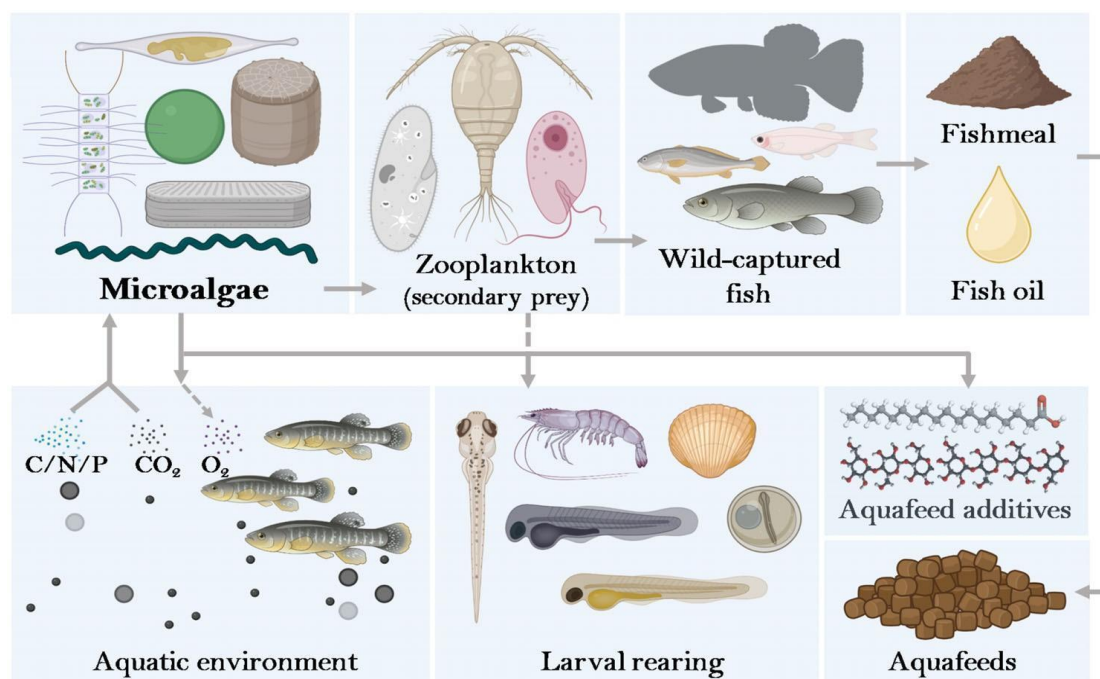 Microalgae
Zooplankton
(secondary prey)
Wild-captured
fish
Fishmeal
Fish oil
C/N/P
CO₂
O₂
Aquatic environment
Larval rearing
Aquafeed additives
Aquafeeds